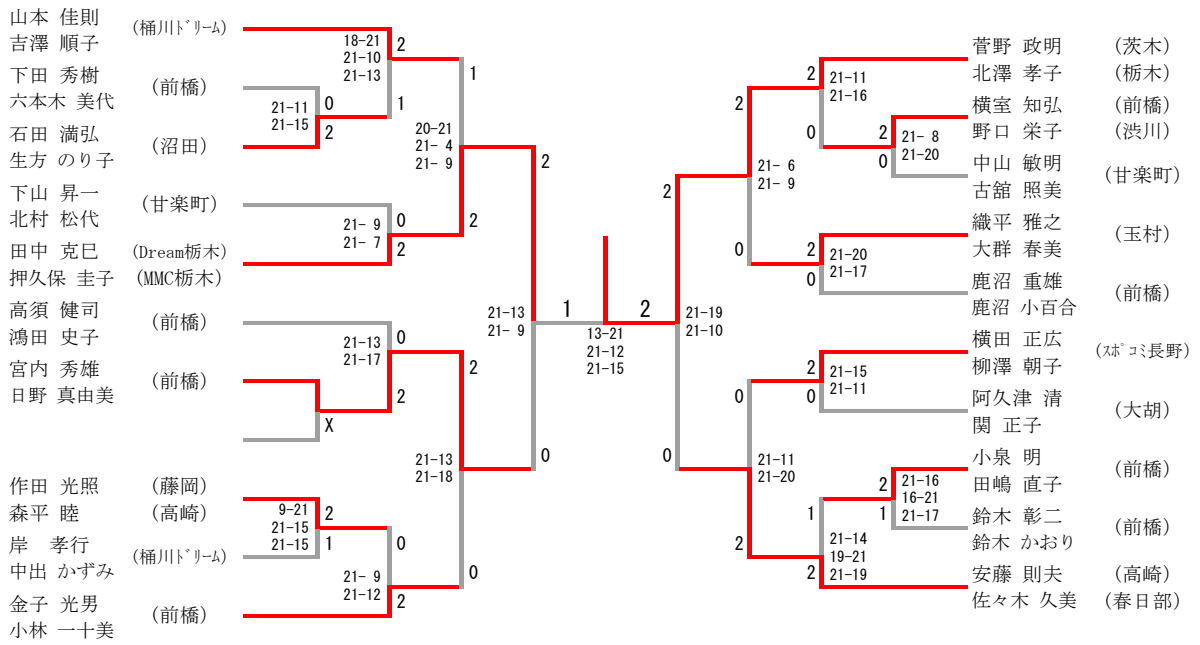 山本 佳則
吉澤 順子
(桶川ﾄﾞﾘｰﾑ)
下田 秀樹
六本木 美代
(前橋)
石田 満弘
生方 のり子
(沼田)
下山 昇一
北村 松代
(甘楽町)
田中 克巳
(Dream栃木)
押久保 圭子
(MMC栃木)
高須 健司
鴻田 史子
(前橋)
宮内 秀雄
日野 真由美
(前橋)
作田 光照
(藤岡)
森平 睦
(高崎)
岸 孝行
中出 かずみ
(桶川ﾄﾞﾘｰﾑ)
金子 光男
小林 一十美
(前橋)
21-11
21-15
0
2
X
9-21
21-15
21-15
2
1
18-21
21-10
21-13
2
1
21- 9
21- 7
0
2
21-13
21-17
0
2
21- 9
21-12
0
2
20-21
21- 4
21- 9
1
2
21-13
21-18
2
0
21-13
21- 9
2
0
1
2
13-21
21-12
21-15
21-19
21-10
2
0
21- 6
21- 9
2
0
21-11
21-20
0
2
21-11
21-16
2
0
21-20
21-17
2
0
21-15
21-11
2
0
21-14
19-21
21-19
1
2
21- 8
21-20
2
0
21-16
16-21
21-17
2
1
菅野 政明
(茨木)
北澤 孝子
(栃木)
横室 知弘
(前橋)
野口 栄子
(渋川)
中山 敏明
古舘 照美
(甘楽町)
織平 雅之
大群 春美
(玉村)
鹿沼 重雄
鹿沼 小百合
(前橋)
横田 正広
柳澤 朝子
(ｽﾎﾟｺﾐ長野)
阿久津 清
関 正子
(大胡)
小泉 明
田嶋 直子
(前橋)
鈴木 彰二
鈴木 かおり
(前橋)
安藤 則夫
(高崎)
佐々木 久美
(春日部)